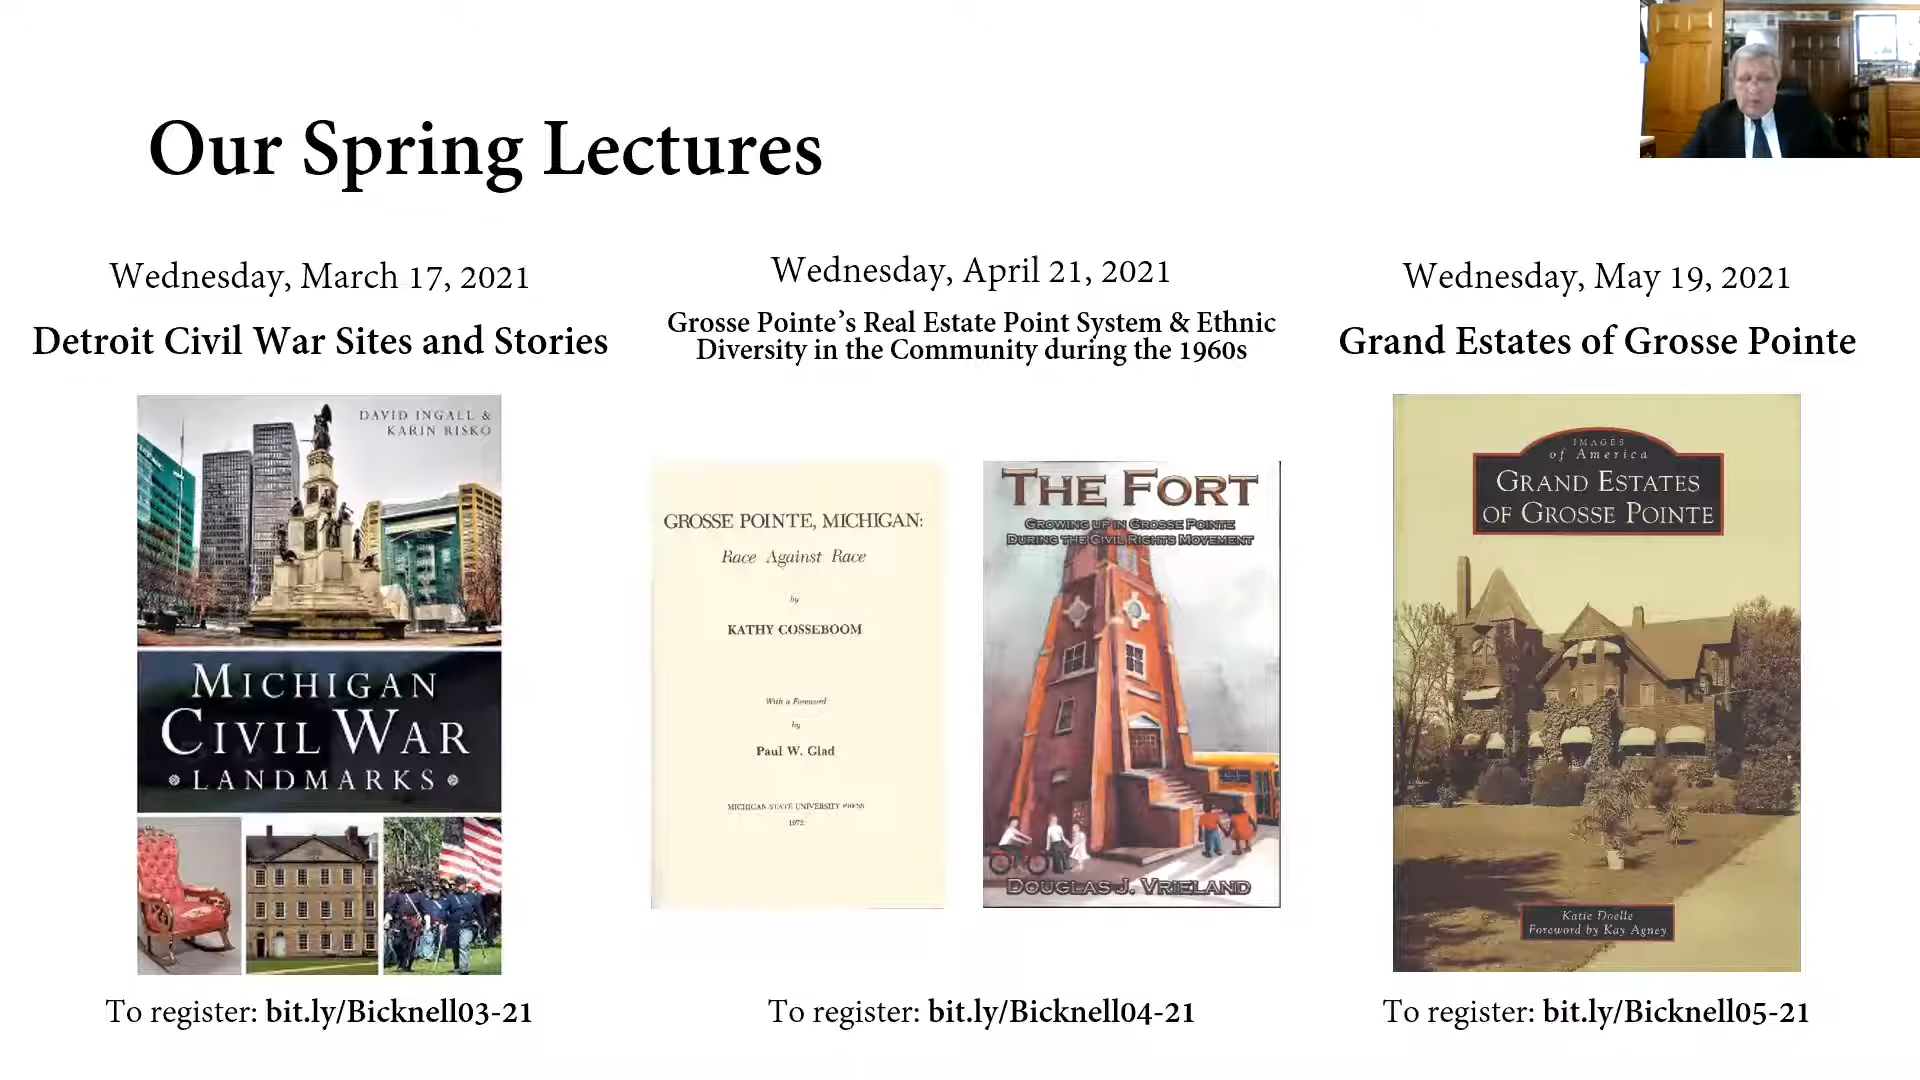 Our Spring Lectures
Wednesday, March 17, 2021
Detroit Civil War Sites and Stories
DAVID INGALL &
KARIN RISKO
MICHIGAN
CIVIL WAR
LANDMARKS
To register: bit.ly/Bicknell03-21
Wednesday, April 21, 2021
Grosse Pointe’s Real Estate Point System & Ethnic
Diversity in the Community during the 1960s
GROSSE POINTE, MICHIGAN:
Race Against Race
by
KATHY COSSEBOOM
With a Foreword
by
Paul W. Glad
MICHIGAN STATE UNIVERSITY PRESS
1972
THE FORT
GROWING UP IN GROSSE POINTE
DURING THE CIVIL RIGHTS MOVEMENT
DOUGLAS J. VRIELAND
To register: bit.ly/Bicknell04-21
Wednesday, May 19, 2021
Grand Estates of Grosse Pointe
IMAGES
of America
GRAND ESTATES
OF GROSSE POINTE
Katie Doelle
Foreword by Kay Agney
To register: bit.ly/Bicknell05-21